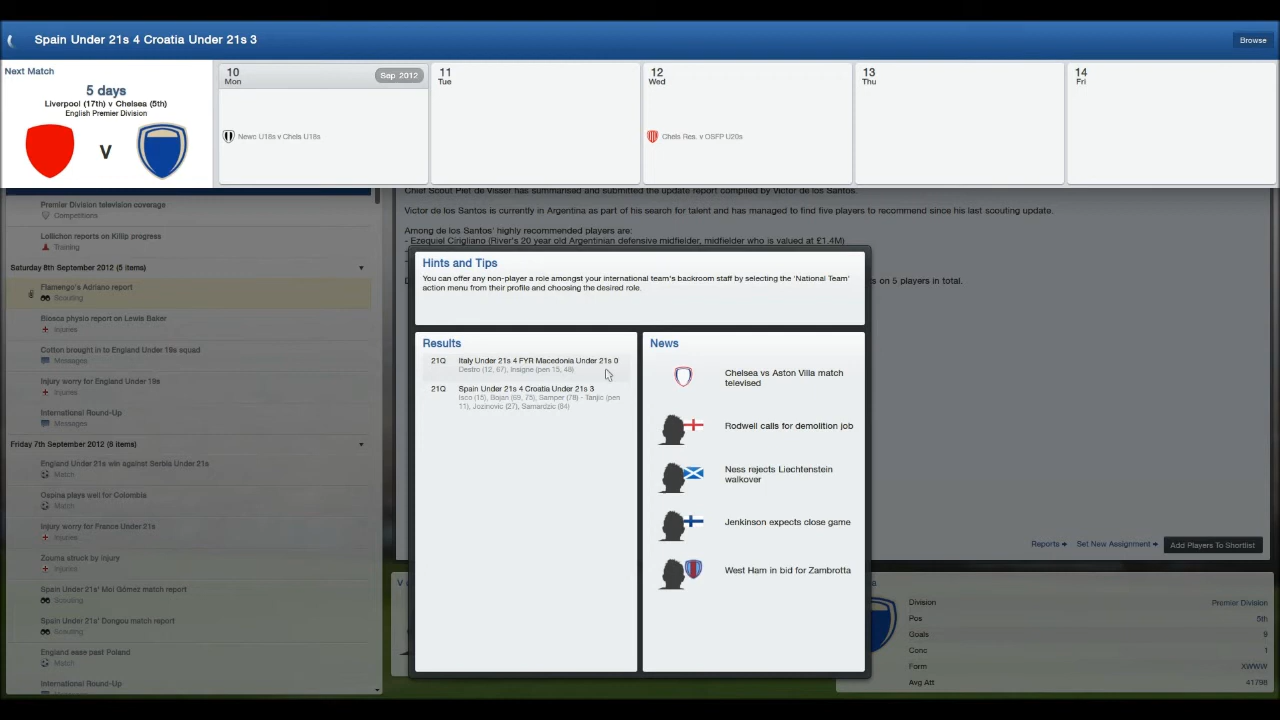 Spain Under 21s 4 Croatia Under 21s 3
Browse
Next Match
5 days
Liverpool (17th) v Chelsea (5th)
English Premier Division
V
10
Mon
Sep 2012
Newc U18s v Chels U18s
11
Tue
12
Wed
Chels Res. v OSFP U20s
13
Thu
14
Fri
Premier Division television coverage
Competitions
Lollichon reports on Killip progress
Training
Saturday 8th September 2012 (5 items)
Flamengo's Adriano report
Scouting
Biosca physio report on Lewis Baker
Injuries
Cotton brought in to England Under 18s squad
Messages
Injury worry for England Under 18s
Injuries
International Round-Up
Messages
Friday 7th September 2012 (8 items)
England Under 21s win against Serbia Under 21s
Match
Ospina plays well for Colombia
Match
Injury worry for France Under 21s
Injuries
Zouma struck by injury
Injuries
Spain Under 21s' Moi Gómez match report
Scouting
Spain Under 21s' Dongou match report
Scouting
England ease past Poland
Match
International Round-Up
Chief Scout Piet de Visser has summarised and submitted the update report compiled by Victor de los Santos.
Victor de los Santos is currently in Argentina as part of his search for talent and has managed to find five players to recommend since his last scouting update.
Among de los Santos' highly recommended players are:
- Ezequiel Cirigliano (River's 20 year old Argentinian defensive midfielder, midfielder who is valued at £1.4M)
s on 5 players in total.
Hints and Tips
You can offer any non-player a role amongst your international team's backroom staff by selecting the 'National Team'
action menu from their profile and choosing the desired role.
Results
21Q Italy Under 21s 4 FYR Macedonia Under 21s 0
Destro (12, 67), Insigne (pen 15, 48)
21Q Spain Under 21s 4 Croatia Under 21s 3
Isco (15), Bojan (69, 75), Samper (78) - Tanjic (pen
11), Jozinovic (27), Samardzic (84)
News
Chelsea vs Aston Villa match
televised
Rodwell calls for demolition job
Ness rejects Liechtenstein
walkover
Jenkinson expects close game
West Ham in bid for Zambrotta
Reports
Set New Assignment
Add Players To Shortlist
V
Division Premier Division
Pos 5th
Goals 9
Conc 1
Form XWWW
Avg Att 41798